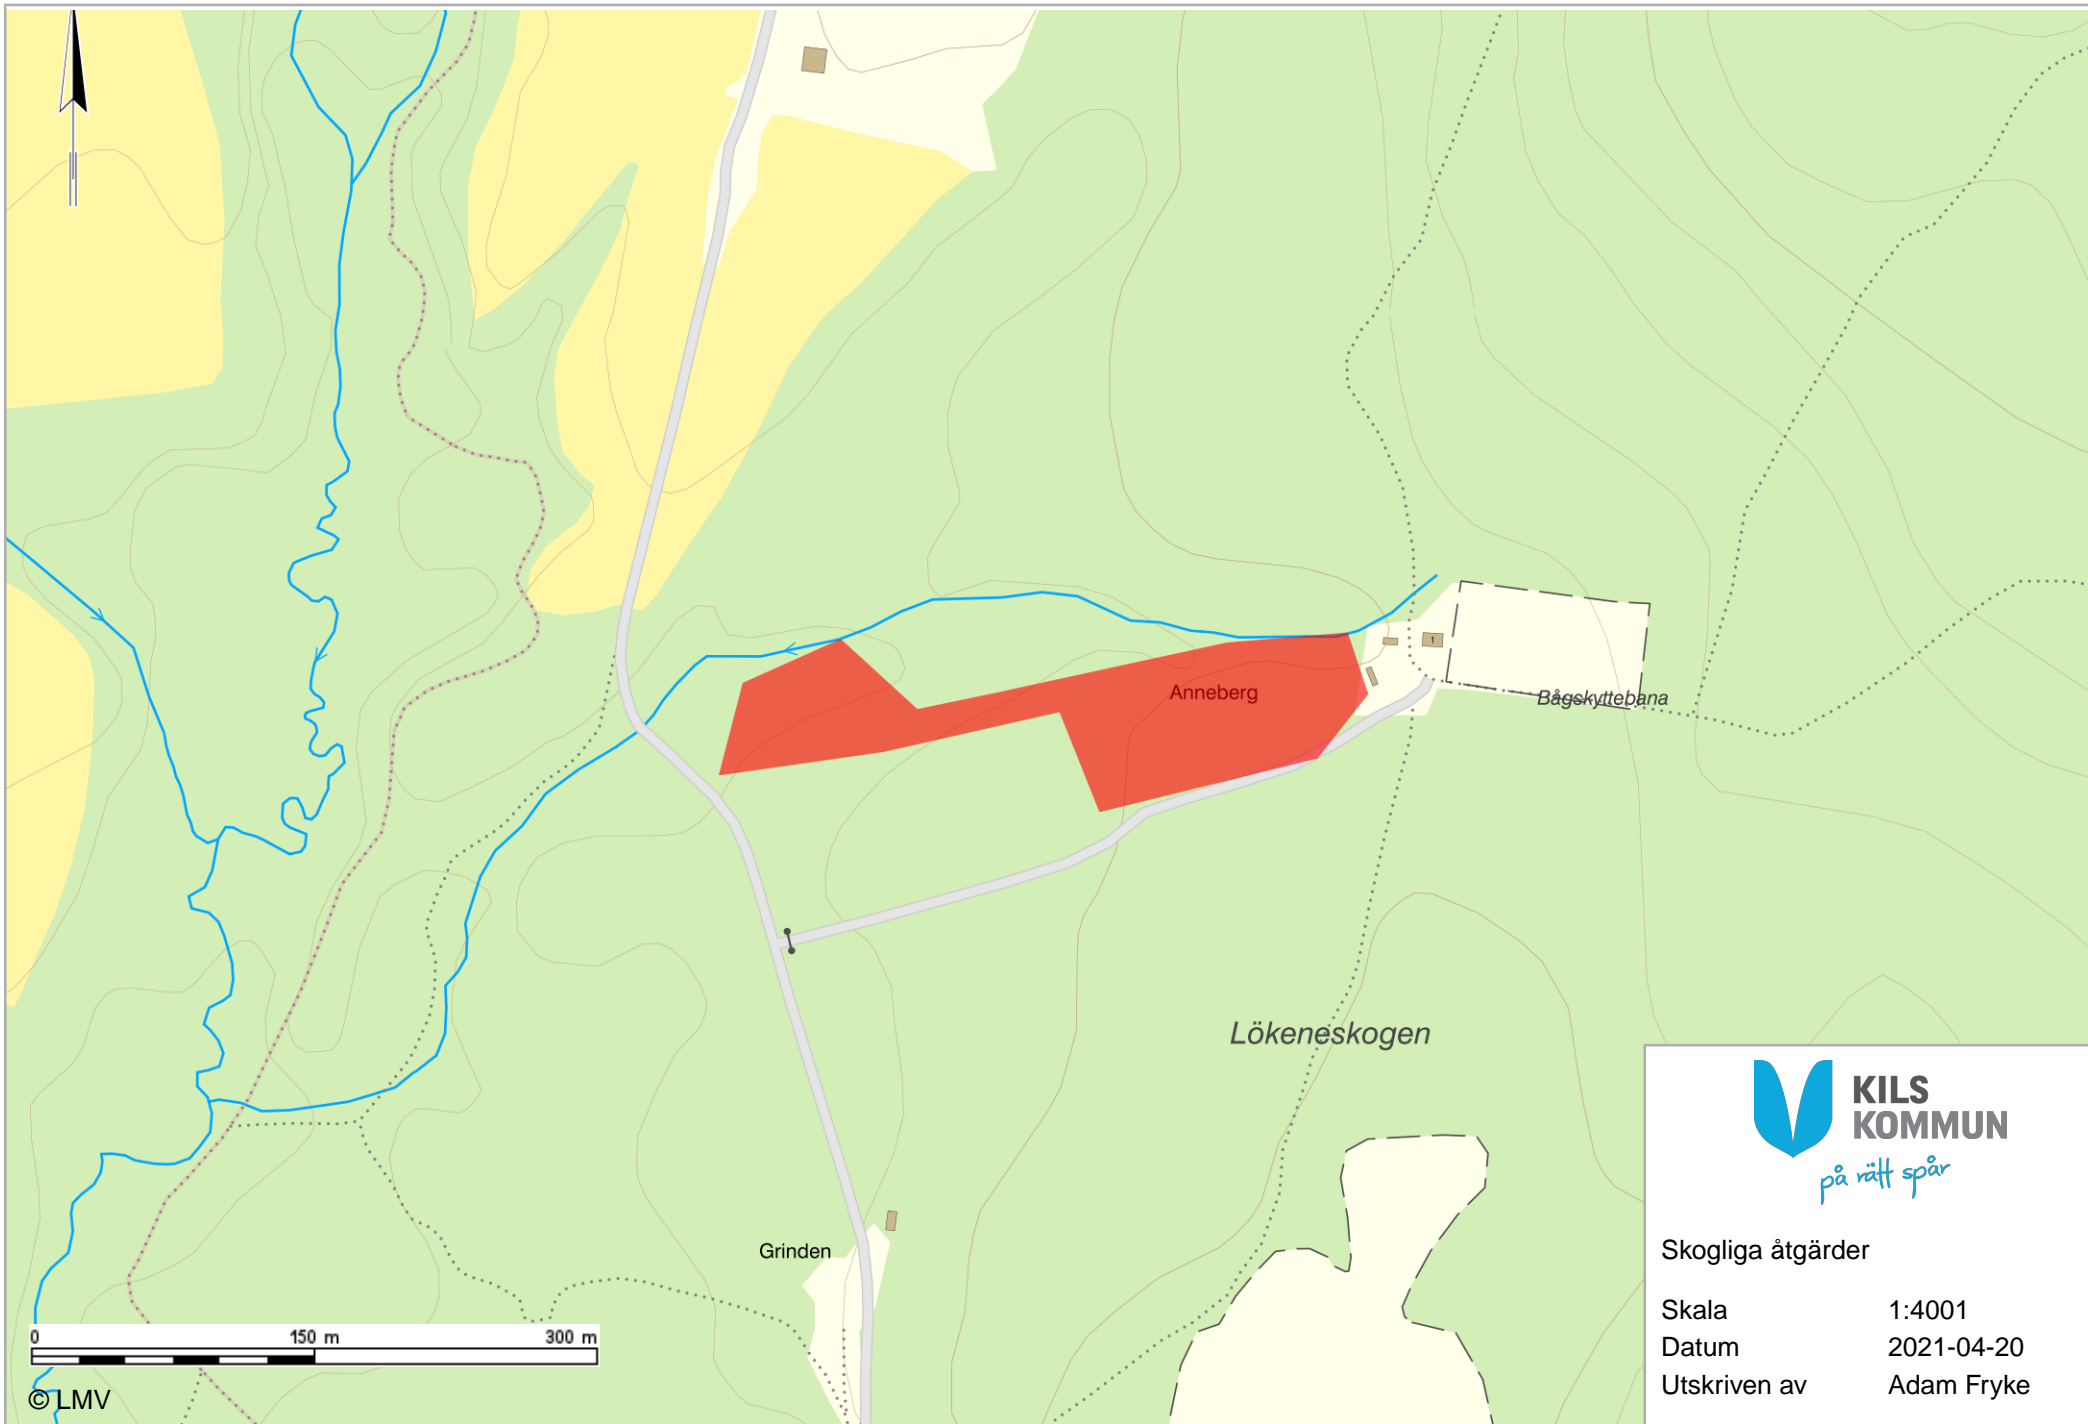 Anneberg
1
Bågskyttebana
Lökeneskogen
Grinden
0 150 m 300 m
© LMV
KILS
KOMMUN
på rätt spår
Skogliga åtgärder
Skala 1:4001
Datum 2021-04-20
Utskriven av Adam Fryke